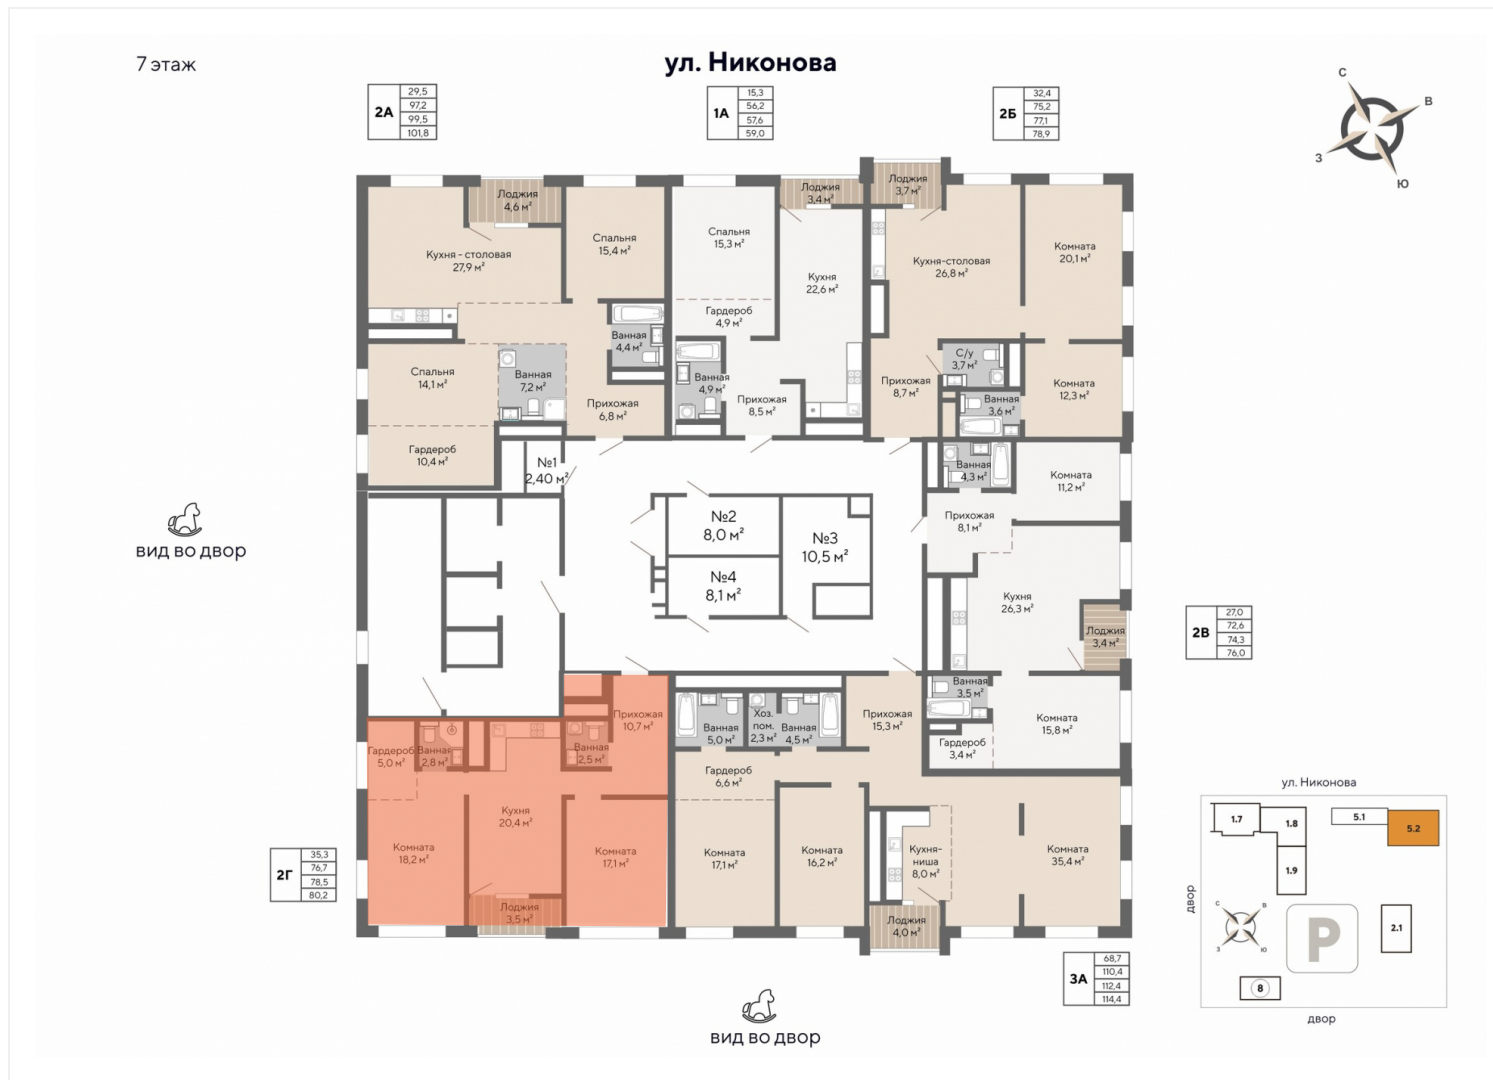 7 этаж
ул. Никонова
2А
29,5
97,2
99,5
101,8
1А
15,3
56,2
57,6
59,0
2Б
32,4
75,2
77,1
78,9
С
В
З
Ю
Лоджия
4,6 м²
Кухня - столовая
27,9 м²
Спальня
15,4 м²
Ванная
4,4 м²
Спальня
14,1 м²
Ванная
7,2 м²
Прихожая
6,8 м²
Гардероб
10,4 м²
Спальня
15,3 м²
Гардероб
4,9 м²
Ванная
4,9 м²
Прихожая
8,5 м²
Лоджия
3,4 м²
Кухня
22,6 м²
Лоджия
3,7 м²
Кухня-столовая
26,8 м²
Комната
20,1 м²
С/у
3,7 м²
Прихожая
8,7 м²
Ванная
3,6 м²
Комната
12,3 м²
№1
2,40 м²
№2
8,0 м²
№3
10,5 м²
№4
8,1 м²
Ванная
4,3 м²
Комната
11,2 м²
Прихожая
8,1 м²
Кухня
26,3 м²
Лоджия
3,4 м²
Ванная
3,5 м²
Комната
15,8 м²
Гардероб
3,4 м²
2В
27,0
72,6
74,3
76,0
вид во двор
Прихожая
10,7 м²
Гардероб
5,0 м²
Ванная
2,8 м²
Ванная
2,5 м²
Кухня
20,4 м²
Комната
18,2 м²
Комната
17,1 м²
Лоджия
3,5 м²
2Г
35,3
76,7
78,5
80,2
Ванная
5,0 м²
Хоз.
пом.
2,3 м²
Ванная
4,5 м²
Прихожая
15,3 м²
Гардероб
6,6 м²
Комната
17,1 м²
Комната
16,2 м²
Кухня-
ниша
8,0 м²
Комната
35,4 м²
Лоджия
4,0 м²
3А
68,7
110,4
112,4
114,4
вид во двор
ул. Никонова
1.7
1.8
1.9
5.1
5.2
2.1
8
P
С
В
З
Ю
двор
двор